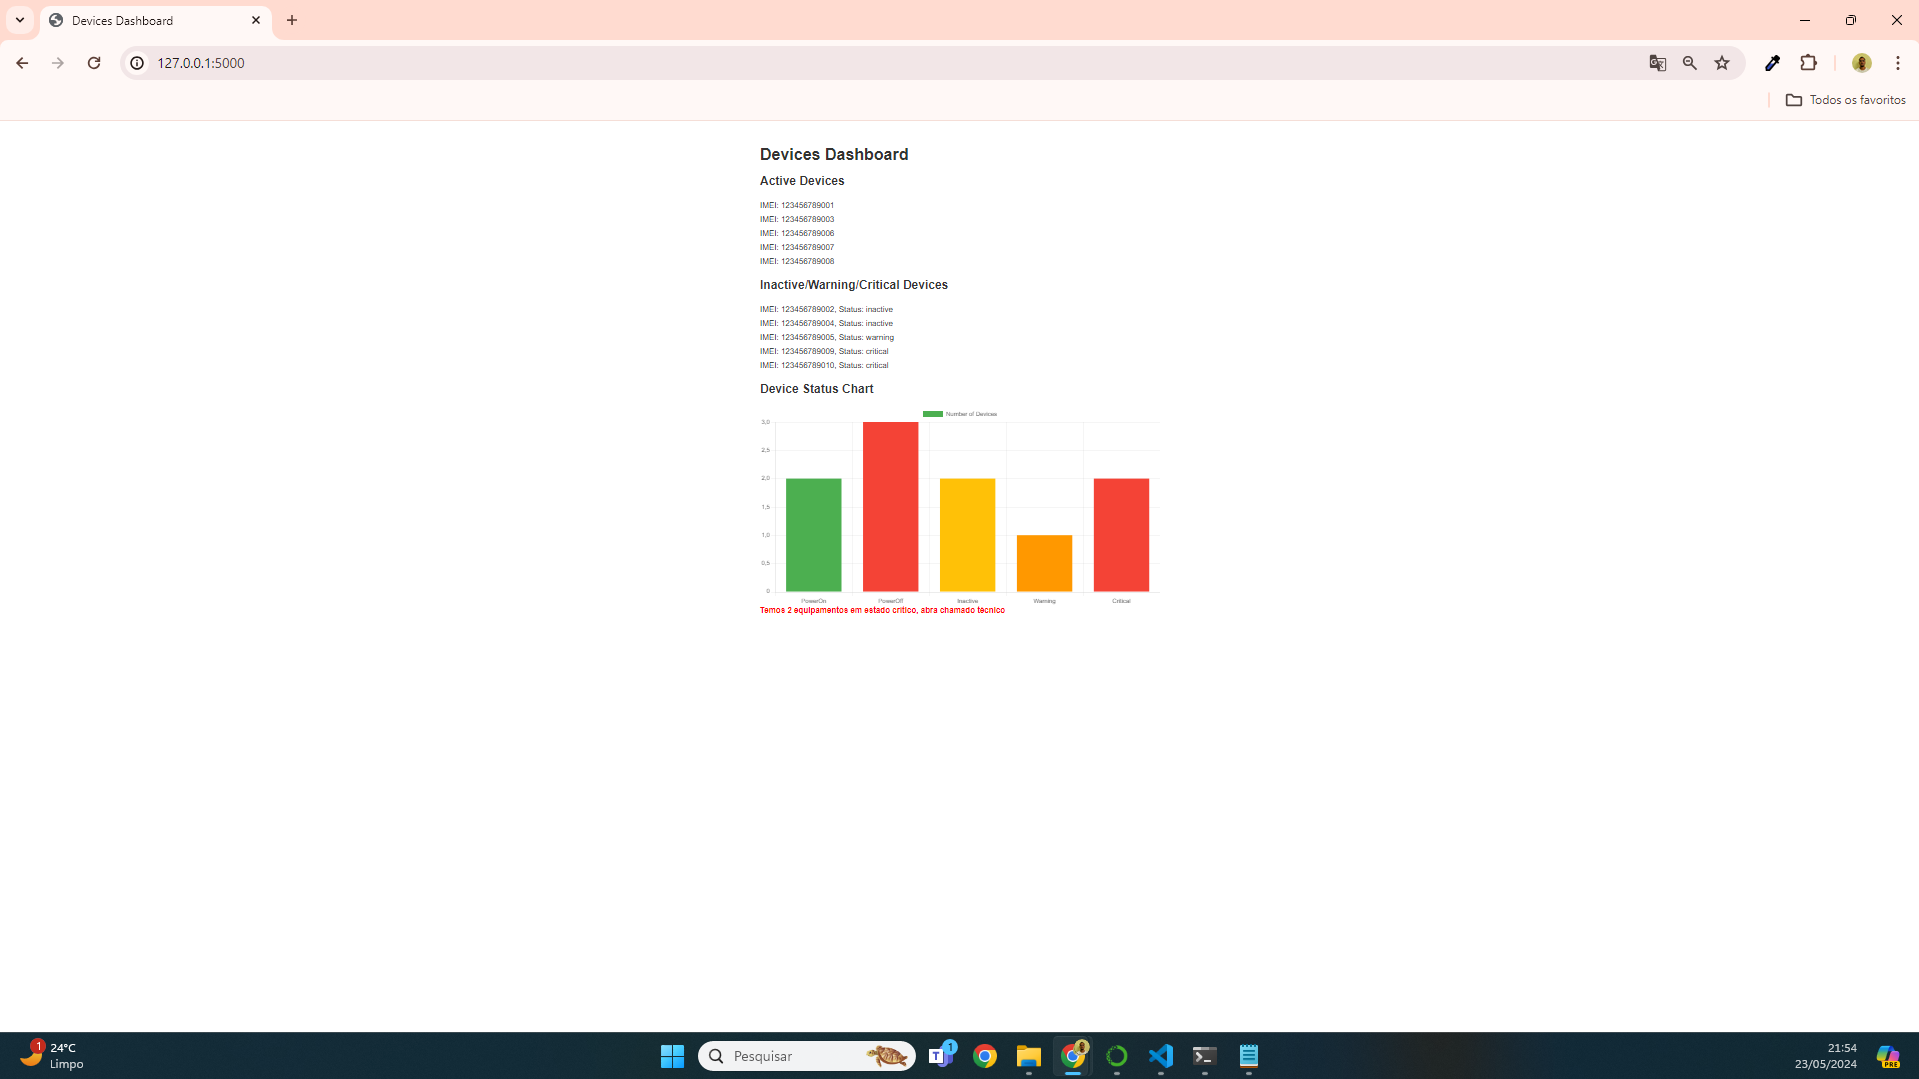 Devices Dashboard
127.0.0.1:5000
Todos os favoritos
Devices Dashboard
Active Devices
IMEI: 123456789001
IMEI: 123456789003
IMEI: 123456789006
IMEI: 123456789007
IMEI: 123456789008
Inactive/Warning/Critical Devices
IMEI: 123456789002, Status: inactive
IMEI: 123456789004, Status: inactive
IMEI: 123456789005, Status: warning
IMEI: 123456789009, Status: critical
IMEI: 123456789010, Status: critical
Device Status Chart
Number of Devices
3,0
2,5
2,0
1,5
1,0
0,5
0
PowerOn PowerOff Inactive Warning Critical
Temos 2 equipamentos em estado crítico, abra chamado técnico
1
24°C
Limpo
Pesquisar
T
1
21:54
23/05/2024
PRE